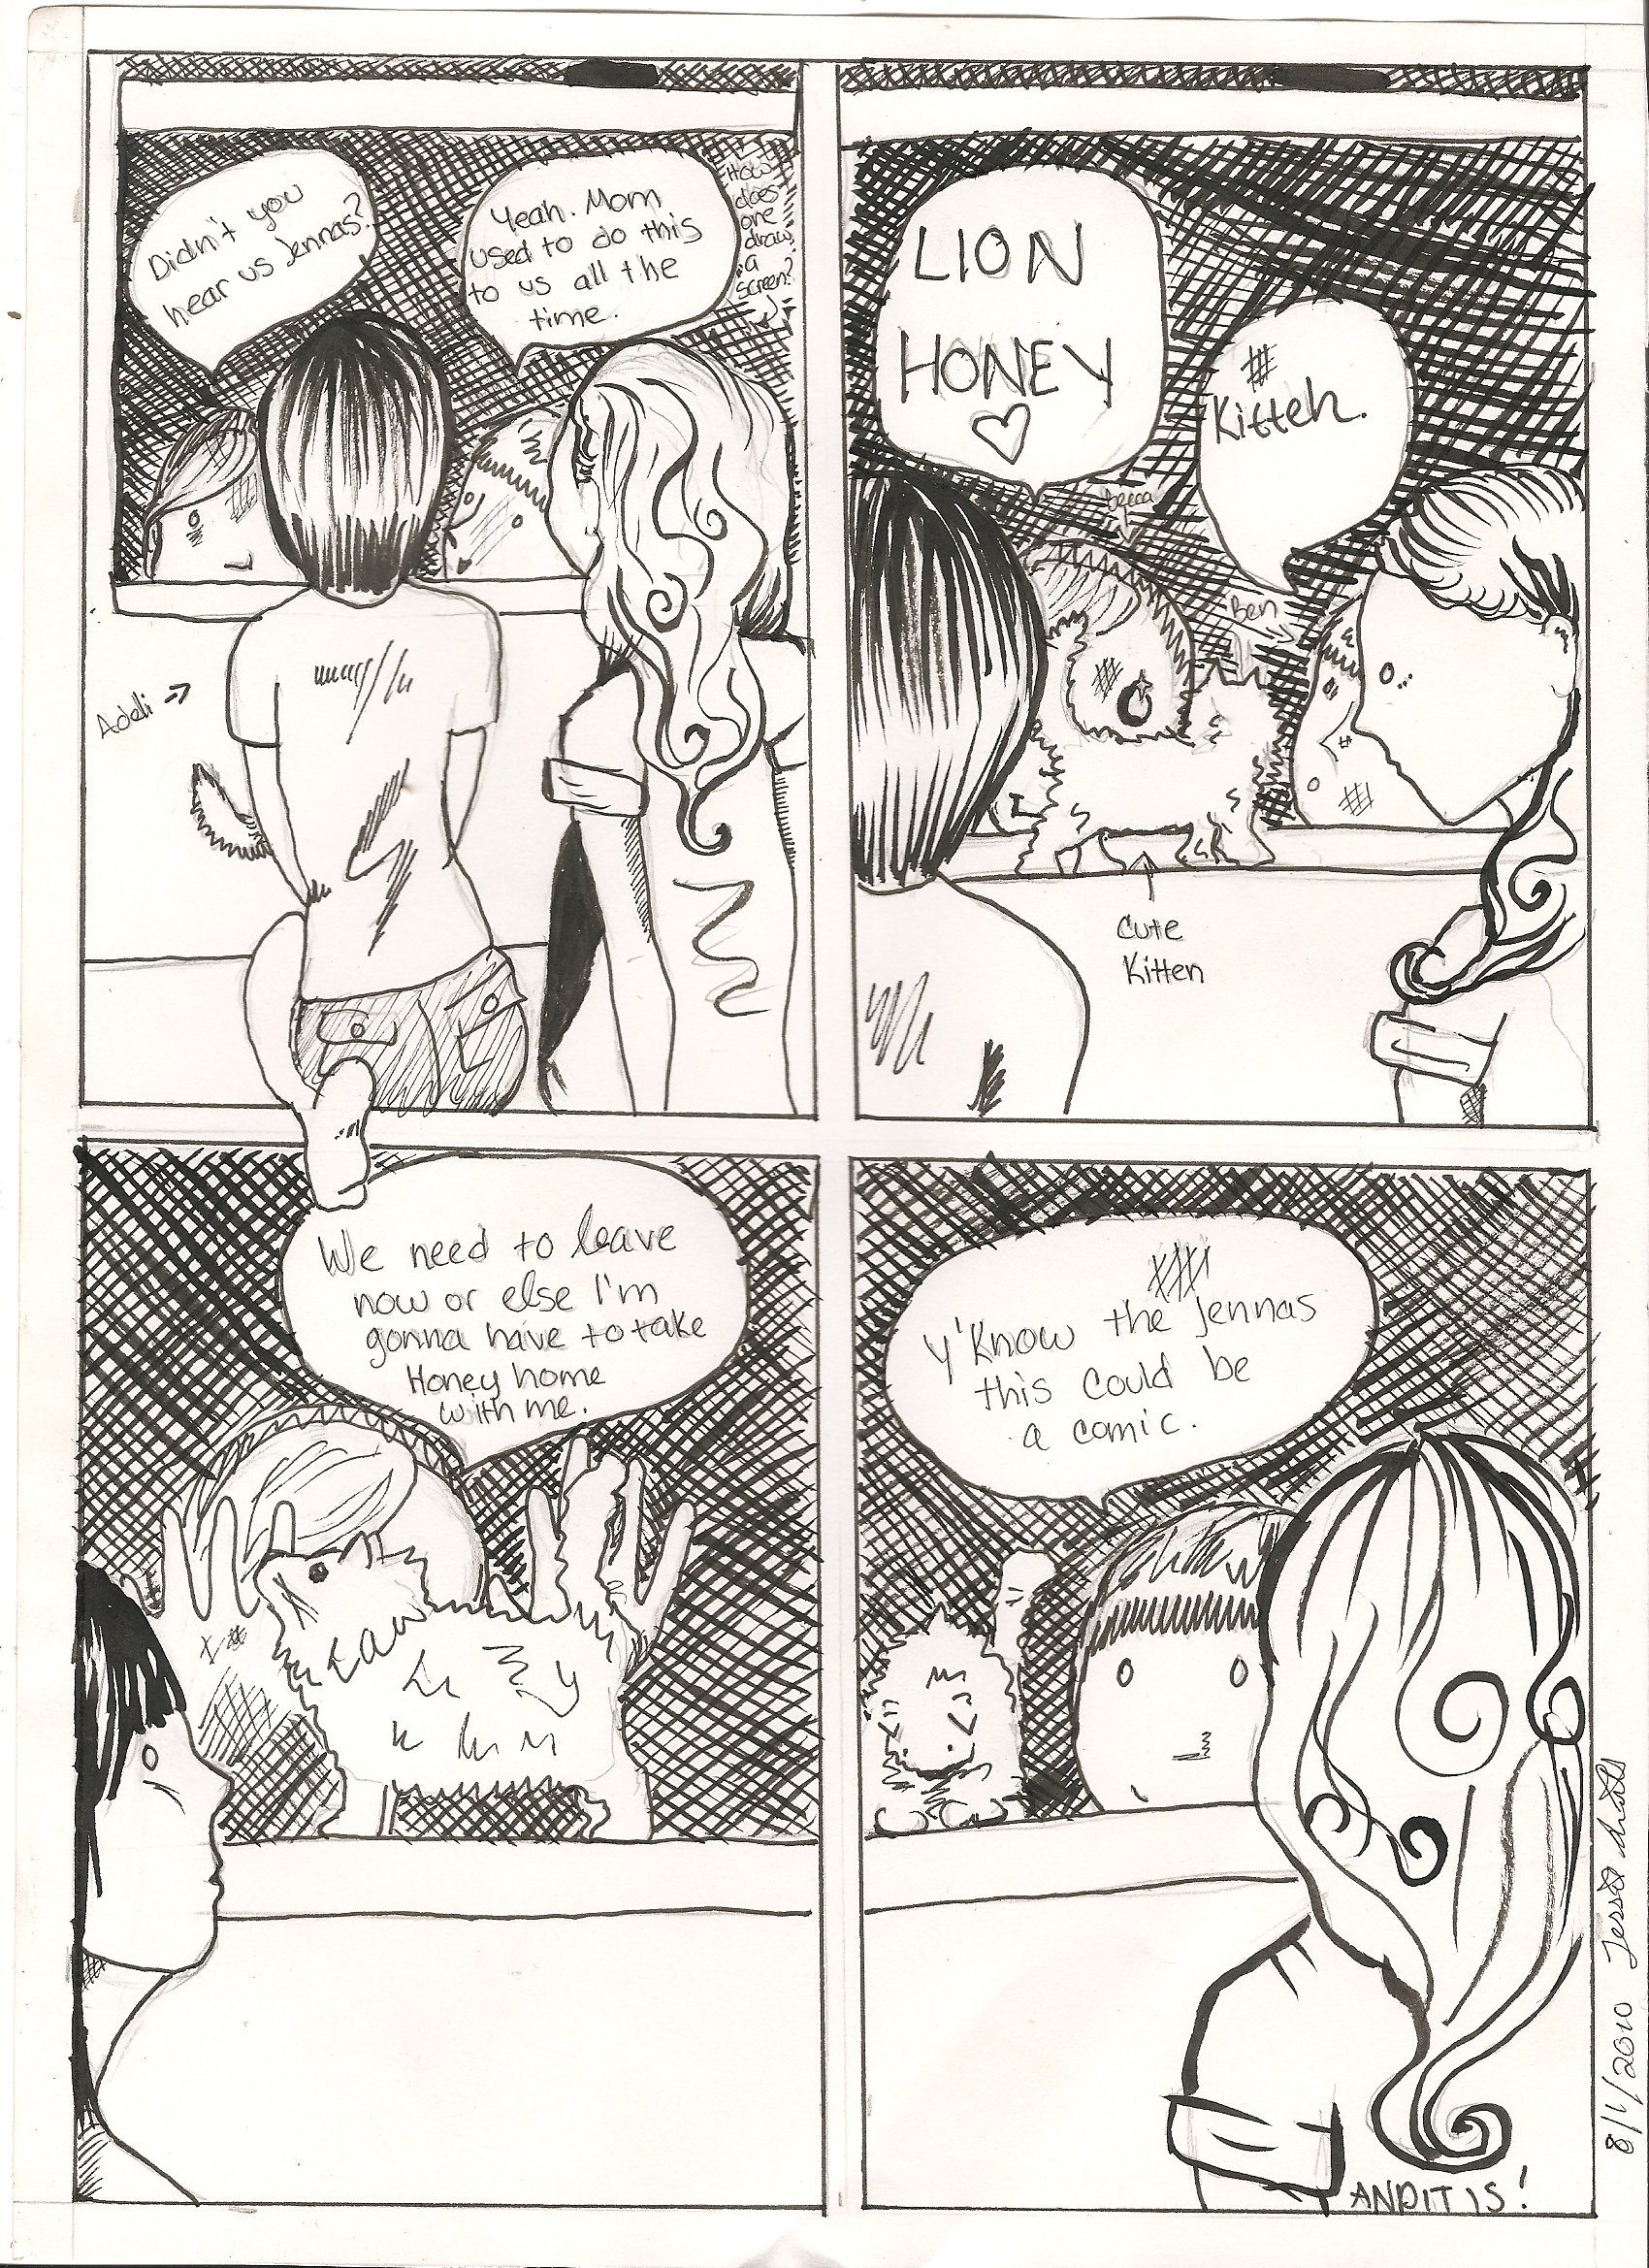 Didn't you
hear us Jennas?
Yeah. Mom
used to do this
to us all the
time.
How
does
one
draw
a
screen?
Adeli
LION
HONEY
Kitteh.
becca
Ben
Cute
Kitten
We need to leave
now or else I'm
gonna have to take
Honey home
with me.
Y'Know the Jennas
this could be
a comic.
AND IT IS!
8/1/2010 Jessie